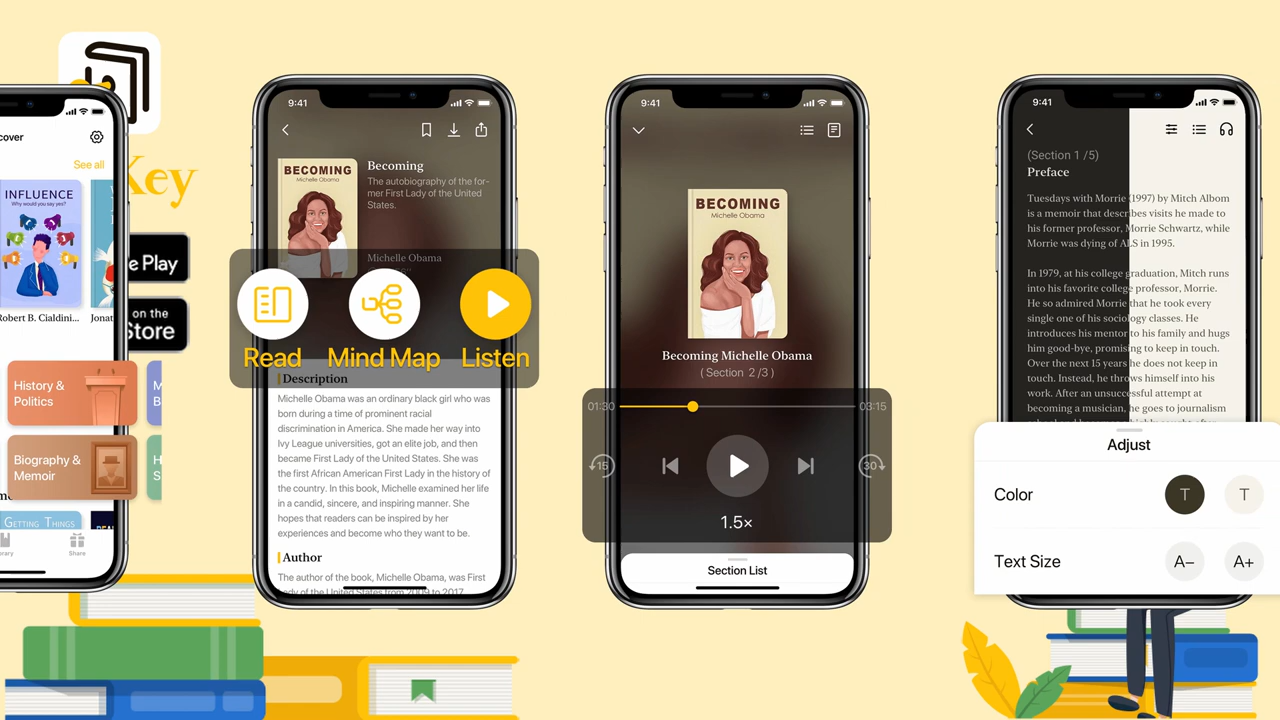 Key
e Play
on the
Store
cover
See all
INFLUENCE
Why would you say yes?
Robert B. Cialdini...
Jonat
History &
Politics
M
B
Biography &
Memoir
H
S
GETTING THINGS
Share
9:41
BECOMING
Michelle Obama
Becoming
The autobiography of the for-
mer First Lady of the United
States.
Michelle Obama
Read
Mind Map
Listen
Description
Michelle Obama was an ordinary black girl who was
born during a time of prominent racial
discrimination in America. She made her way into
Ivy League universities, got an elite job, and then
became First Lady of the United States. She was
the first African American First Lady in the history of
the country. In this book, Michelle examined her life
in a candid, sincere, and inspiring manner. She
hopes that readers can be inspired by her
experiences and become who they want to be.
Author
The author of the book, Michelle Obama, was First
Lady of the United States from 2009 to 2017.
9:41
BECOMING
Michelle Obama
Becoming Michelle Obama
( Section 2 /3 )
01:30
03:15
15
30
1.5×
Section List
9:41
(Section 1 /5)
Preface
Tuesdays with Morrie (1997) by Mitch Albom
is a memoir that describes visits he made to
his former professor, Morrie Schwartz, while
Morrie was dying of ALS in 1995.
In 1979, at his college graduation, Mitch runs
into his favorite college professor, Morrie.
He so admired Morrie that he took every
single one of his sociology classes. He
introduces his mentor to his family and hugs
him good-bye, promising to keep in touch.
Over the next 15 years he does not keep in
touch. Instead, he throws himself into his
work. After an unsuccessful attempt at
becoming a musician, he goes to journalism
Adjust
Color
T
T
Text Size
A−
A+